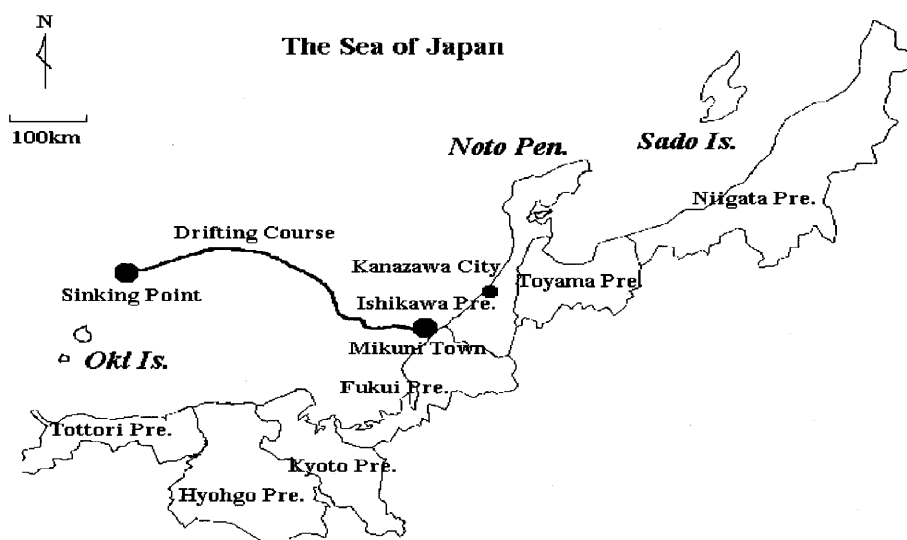 N
The Sea of Japan
100km
Noto Pen.
Sado Is.
Niigata Pre.
Drifting Course
Kanazawa City
Toyama Pre.
Sinking Point
Ishikawa Pre.
Mikuni Town
Oki Is.
Fukui Pre.
Tottori Pre.
Kyoto Pre.
Hyohgo Pre.